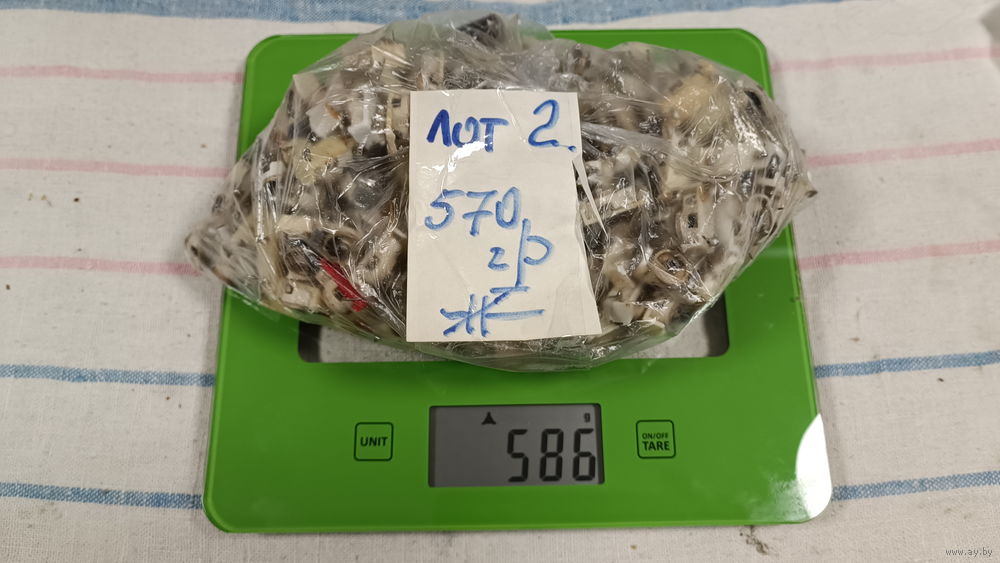 Лот 2.
570
гр
UNIT
g
586
ON/OFF
TARE
www.ay.by